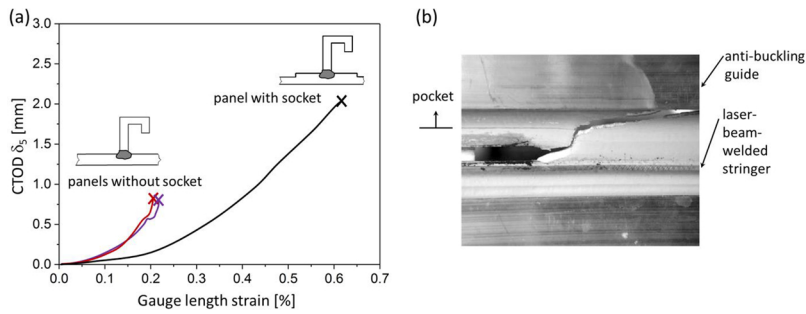 (a)
3.0
2.5
2.0
1.5
1.0
0.5
0.0
CTOD δ5 [mm]
panel with socket
panels without socket
0.0 0.1 0.2 0.3 0.4 0.5 0.6 0.7
Gauge length strain [%]
(b)
pocket
anti-buckling
guide
laser-
beam-
welded
stringer